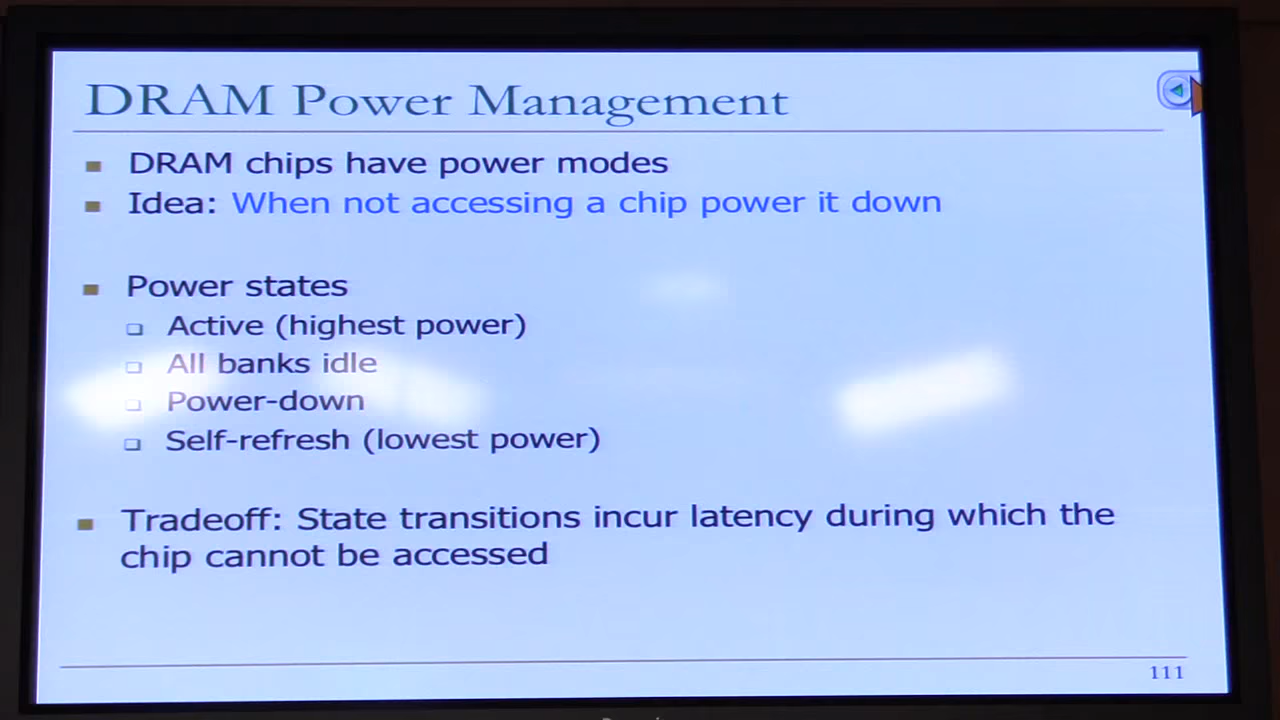 DRAM Power Management
DRAM chips have power modes
Idea: When not accessing a chip power it down
Power states
Active (highest power)
All banks idle
Power-down
Self-refresh (lowest power)
Tradeoff: State transitions incur latency during which the
chip cannot be accessed
111